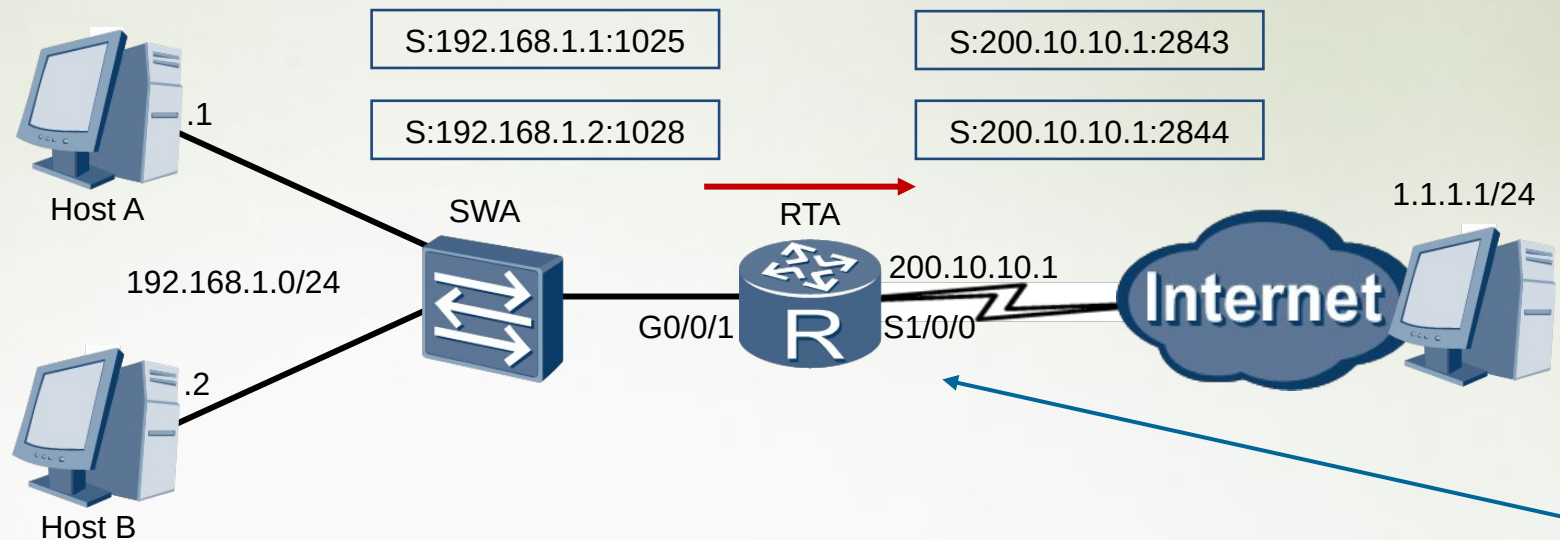 S:192.168.1.1:1025
S:200.10.10.1:2843
.1
S:192.168.1.2:1028
S:200.10.10.1:2844
Host A
SWA
RTA
1.1.1.1/24
192.168.1.0/24
200.10.10.1
Internet
G0/0/1
R
S1/0/0
.2
Host B